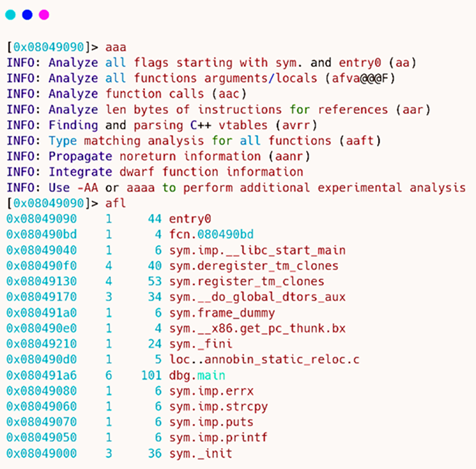 [0x08049090]> aaa
INFO: Analyze all flags starting with sym. and entry0 (aa)
INFO: Analyze all functions arguments/locals (afva@@@F)
INFO: Analyze function calls (aac)
INFO: Analyze len bytes of instructions for references (aar)
INFO: Finding and parsing C++ vtables (avrr)
INFO: Type matching analysis for all functions (aaft)
INFO: Propagate noreturn information (aanr)
INFO: Integrate dwarf function information
INFO: Use -AA or aaaa to perform additional experimental analysis
[0x08049090]> afl
0x08049090 1 44 entry0
0x080490bd 1 4 fcn.080490bd
0x08049040 1 6 sym.imp.__libc_start_main
0x080490f0 4 40 sym.deregister_tm_clones
0x08049130 4 53 sym.register_tm_clones
0x08049170 3 34 sym.__do_global_dtors_aux
0x080491a0 1 6 sym.frame_dummy
0x080490e0 1 4 sym.__x86.get_pc_thunk.bx
0x08049210 1 24 sym._fini
0x080490d0 1 5 loc..annobin_static_reloc.c
0x080491a6 6 101 dbg.main
0x08049080 1 6 sym.imp.errx
0x08049060 1 6 sym.imp.strcpy
0x08049070 1 6 sym.imp.puts
0x08049050 1 6 sym.imp.printf
0x08049000 3 36 sym._init